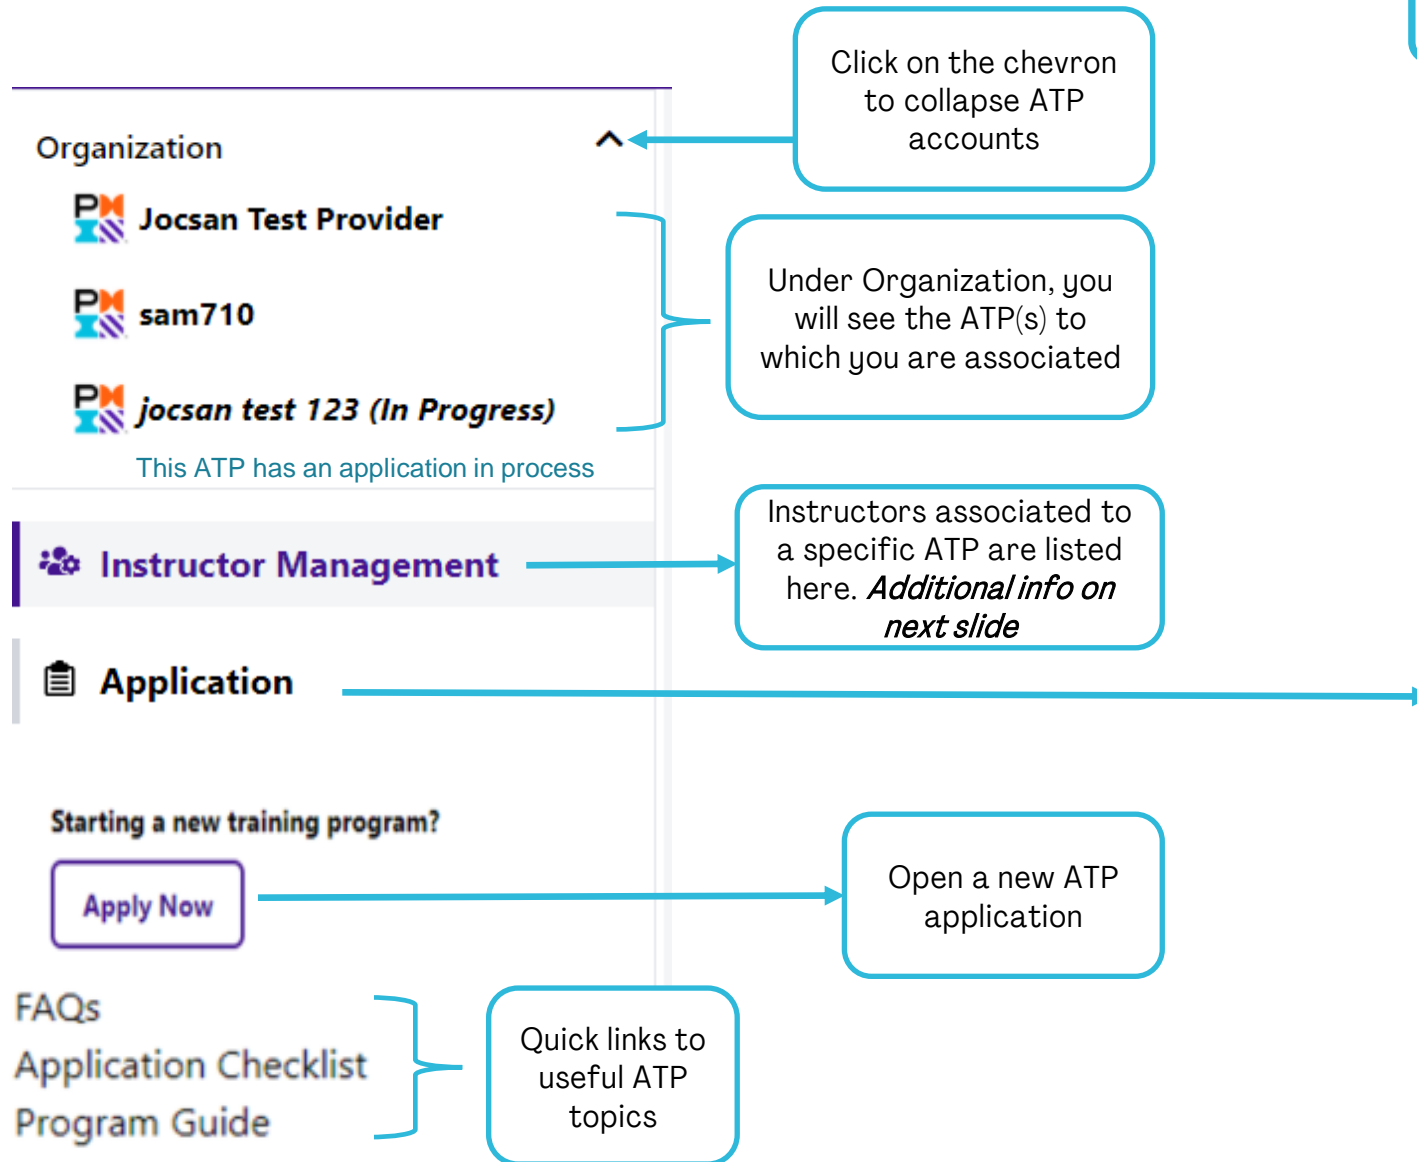 Click on the chevron
to collapse ATP
accounts
Organization
Jocsan Test Provider
sam710
jocsan test 123 (In Progress)
This ATP has an application in process
Under Organization, you
will see the ATP(s) to
which you are associated
Instructor Management
Instructors associated to
a specific ATP are listed
here. Additional info on
next slide
Application
Starting a new training program?
Apply Now
Open a new ATP
application
FAQs
Application Checklist
Program Guide
Quick links to
useful ATP
topics